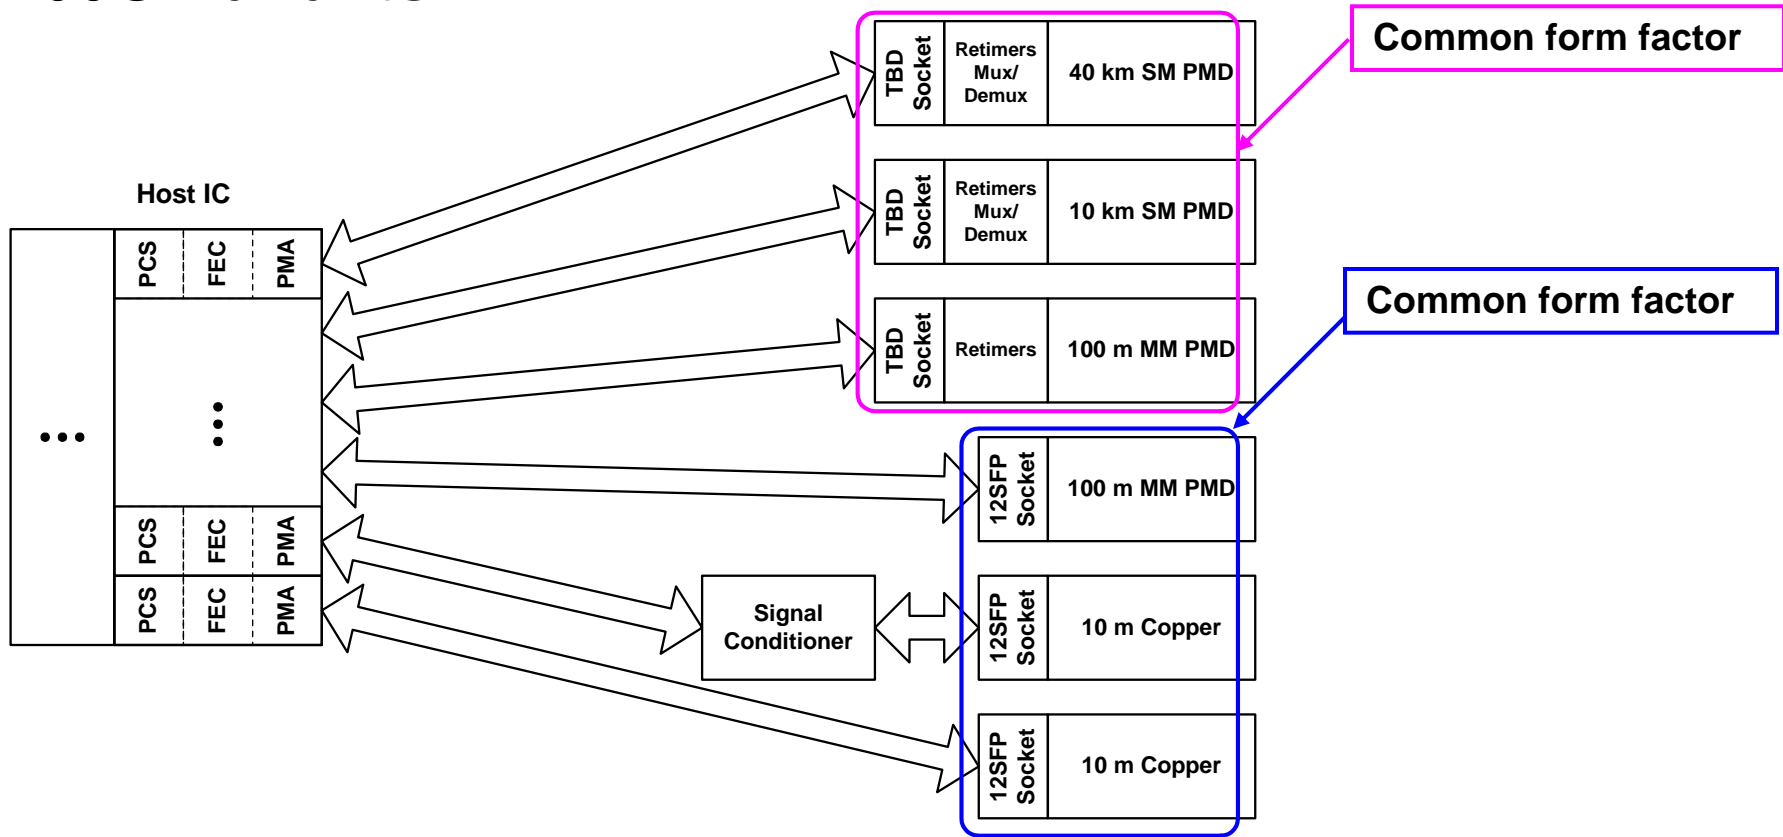 Common form factor
TBD
Socket
Retimers
Mux/
Demux
40 km SM PMD
TBD
Socket
Retimers
Mux/
Demux
10 km SM PMD
Host IC
PCS
FEC
PMA
Common form factor
TBD
Socket
Retimers
100 m MM PMD
...
...
12SFP
Socket
100 m MM PMD
PCS
FEC
PMA
PCS
FEC
PMA
Signal
Conditioner
12SFP
Socket
10 m Copper
12SFP
Socket
10 m Copper